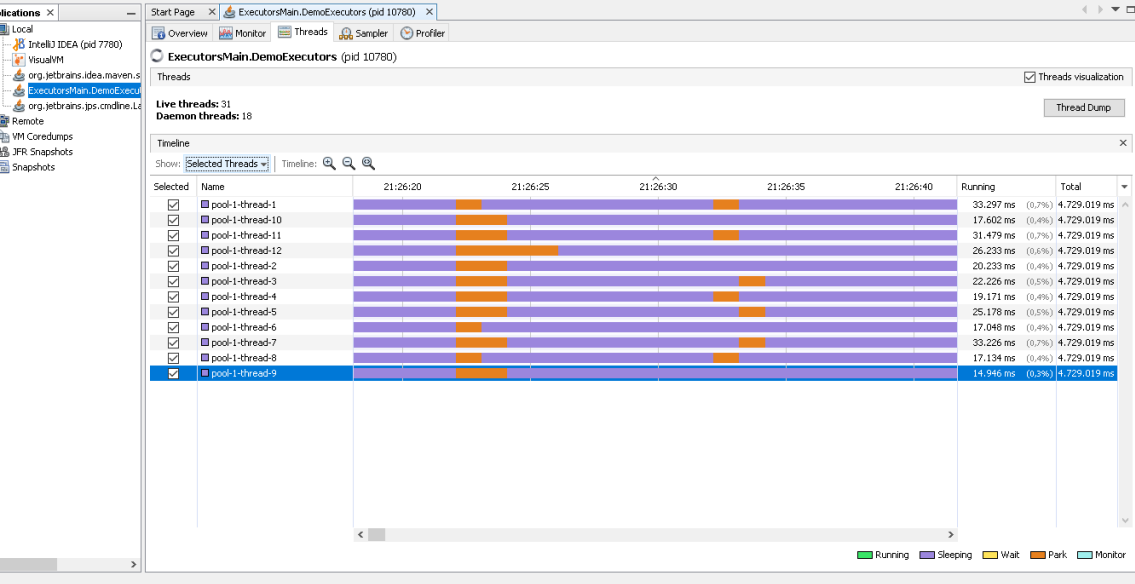 lications
Local
IntelliJ IDEA (pid 7780)
VisualVM
org.jetbrains.idea.maven.s
ExecutorsMain.DemoExecut
org.jetbrains.jps.cmdline.La
Remote
VM Coredumps
JFR Snapshots
Snapshots
Start Page ExecutorsMain.DemoExecutors (pid 10780)
Overview Monitor Threads Sampler Profiler
ExecutorsMain.DemoExecutors (pid 10780)
Threads Threads visualization
Live threads: 31
Daemon threads: 18
Thread Dump
Timeline
Show: Selected Threads Timeline:
Selected Name 21:26:20 21:26:25 21:26:30 21:26:35 21:26:40 Running Total
pool-1-thread-1 33.297 ms (0,7%) 4.729.019 ms
pool-1-thread-10 17.602 ms (0,4%) 4.729.019 ms
pool-1-thread-11 31.479 ms (0,7%) 4.729.019 ms
pool-1-thread-12 26.233 ms (0,6%) 4.729.019 ms
pool-1-thread-2 20.233 ms (0,4%) 4.729.019 ms
pool-1-thread-3 22.226 ms (0,5%) 4.729.019 ms
pool-1-thread-4 19.171 ms (0,4%) 4.729.019 ms
pool-1-thread-5 25.178 ms (0,5%) 4.729.019 ms
pool-1-thread-6 17.048 ms (0,4%) 4.729.019 ms
pool-1-thread-7 33.226 ms (0,7%) 4.729.019 ms
pool-1-thread-8 17.134 ms (0,4%) 4.729.019 ms
pool-1-thread-9 14.946 ms (0,3%) 4.729.019 ms
Running Sleeping Wait Park Monitor